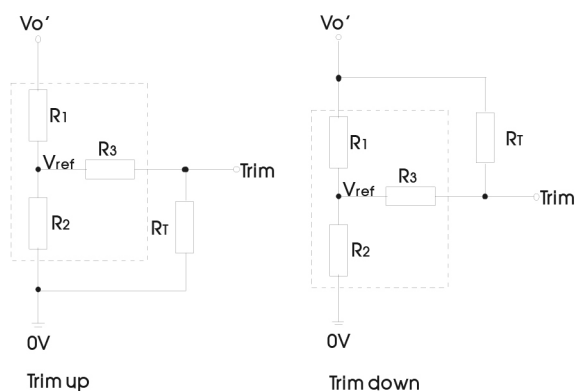 Vo'
R1
Vref
R3
Trim
R2
RT
0V
Trim up
Vo'
R1
RT
Vref
R3
Trim
R2
0V
Trim down